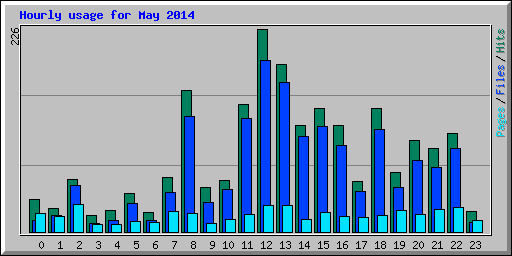 Hourly usage for May 2014
226
Pages/Files/Hits
0 1 2 3 4 5 6 7 8 9 10 11 12 13 14 15 16 17 18 19 20 21 22 23